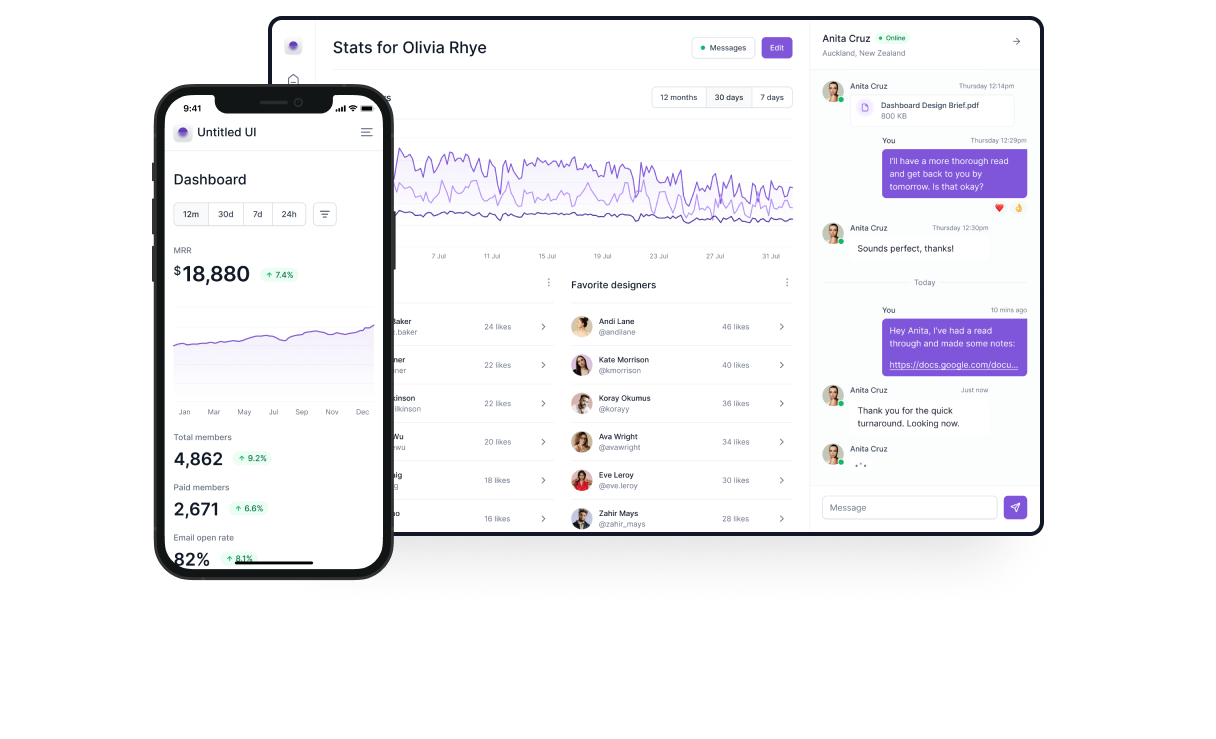 Stats for Olivia Rhye
Messages
Edit
12 months
30 days
7 days
7 Jul
11 Jul
15 Jul
19 Jul
23 Jul
27 Jul
31 Jul
Baker
24 likes
22 likes
22 likes
Wu
20 likes
18 likes
16 likes
Favorite designers
Andi Lane
@andilane
46 likes
Kate Morrison
@kmorrison
40 likes
Koray Okumus
@korayy
36 likes
Ava Wright
@avawright
34 likes
Eve Leroy
@eve.leroy
30 likes
Zahir Mays
@zahir_mays
28 likes
Anita Cruz
Online
Auckland, New Zealand
Anita Cruz
Thursday 12:14pm
Dashboard Design Brief.pdf
800 KB
You
Thursday 12:29pm
I'll have a more thorough read
and get back to you by
tomorrow. Is that okay?
Anita Cruz
Thursday 12:30pm
Sounds perfect, thanks!
Today
You
10 mins ago
Hey Anita, I've had a read
through and made some notes:
https://docs.google.com/docu...
Anita Cruz
Just now
Thank you for the quick
turnaround. Looking now.
Anita Cruz
Message
9:41
Untitled UI
Dashboard
12m
30d
7d
24h
MRR
$18,880
7.4%
Jan
Mar
May
Jul
Sep
Nov
Dec
Total members
4,862
9.2%
Paid members
2,671
6.6%
Email open rate
82%
8.1%